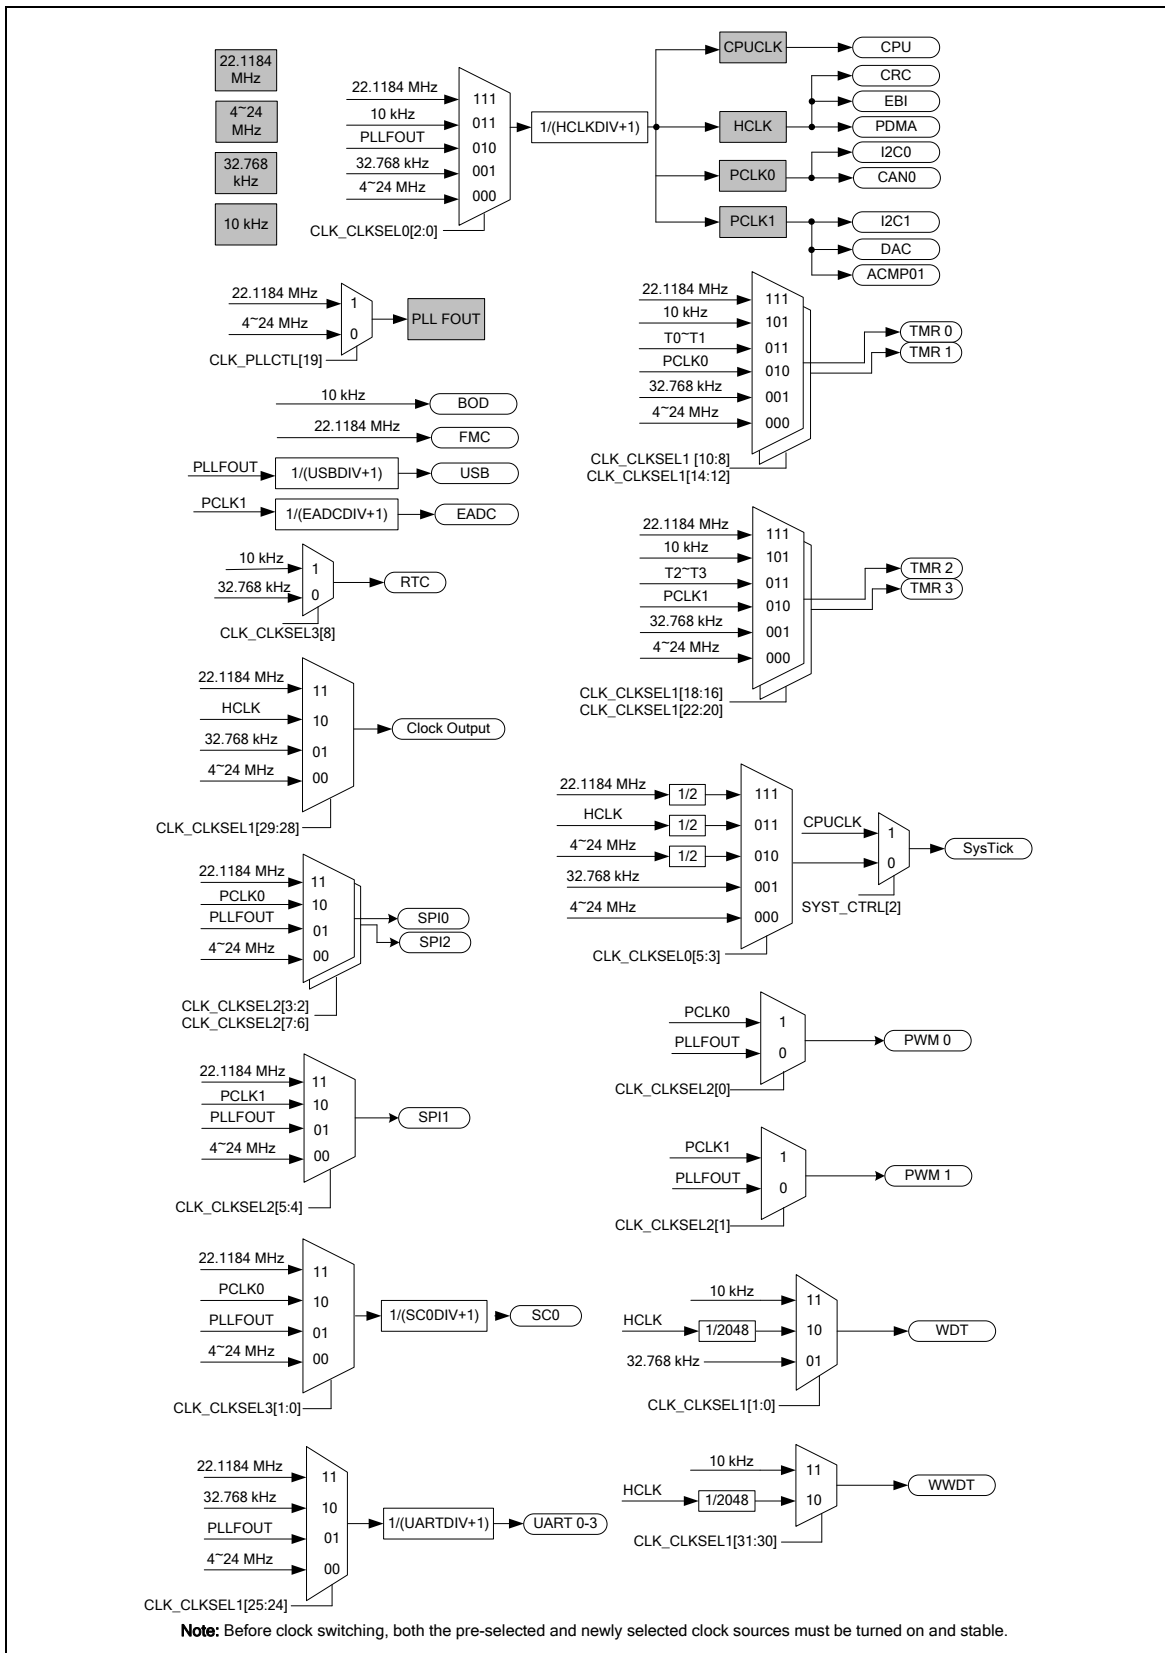 22.1184
MHz
4~24
MHz
32.768
kHz
10 kHz
22.1184 MHz
10 kHz
PLLFOUT
32.768 kHz
4~24 MHz
111
011
010
001
000
CLK_CLKSEL0[2:0]
1/(HCLKDIV+1)
CPUCLK
HCLK
PCLK0
PCLK1
CPU
CRC
EBI
PDMA
I2C0
CAN0
I2C1
DAC
ACMP01
22.1184 MHz
4~24 MHz
1
0
CLK_PLLCTL[19]
PLL FOUT
10 kHz
BOD
22.1184 MHz
FMC
PLLFOUT
1/(USBDIV+1)
USB
PCLK1
1/(EADCDIV+1)
EADC
22.1184 MHz
10 kHz
T0~T1
PCLK0
32.768 kHz
4~24 MHz
111
101
011
010
001
000
TMR 0
TMR 1
CLK_CLKSEL1 [10:8]
CLK_CLKSEL1[14:12]
10 kHz
32.768 kHz
1
0
RTC
CLK_CLKSEL3[8]
22.1184 MHz
10 kHz
T2~T3
PCLK1
32.768 kHz
4~24 MHz
111
101
011
010
001
000
TMR 2
TMR 3
CLK_CLKSEL1[18:16]
CLK_CLKSEL1[22:20]
22.1184 MHz
HCLK
32.768 kHz
4~24 MHz
11
10
01
00
Clock Output
CLK_CLKSEL1[29:28]
22.1184 MHz
HCLK
4~24 MHz
32.768 kHz
4~24 MHz
1/2
1/2
1/2
111
011
010
001
000
CLK_CLKSEL0[5:3]
CPUCLK
1
0
SYST_CTRL[2]
SysTick
22.1184 MHz
PCLK0
PLLFOUT
4~24 MHz
11
10
01
00
SPI0
SPI2
CLK_CLKSEL2[3:2]
CLK_CLKSEL2[7:6]
PCLK0
PLLFOUT
1
0
PWM 0
CLK_CLKSEL2[0]
22.1184 MHz
PCLK1
PLLFOUT
4~24 MHz
11
10
01
00
SPI1
CLK_CLKSEL2[5:4]
PCLK1
PLLFOUT
1
0
PWM 1
CLK_CLKSEL2[1]
22.1184 MHz
PCLK0
PLLFOUT
4~24 MHz
11
10
01
00
1/(SC0DIV+1)
SC0
CLK_CLKSEL3[1:0]
10 kHz
HCLK
1/2048
32.768 kHz
11
10
01
WDT
CLK_CLKSEL1[1:0]
22.1184 MHz
32.768 kHz
PLLFOUT
4~24 MHz
11
10
01
00
1/(UARTDIV+1)
UART 0-3
CLK_CLKSEL1[25:24]
10 kHz
HCLK
1/2048
11
10
WWDT
CLK_CLKSEL1[31:30]
Note: Before clock switching, both the pre-selected and newly selected clock sources must be turned on and stable.